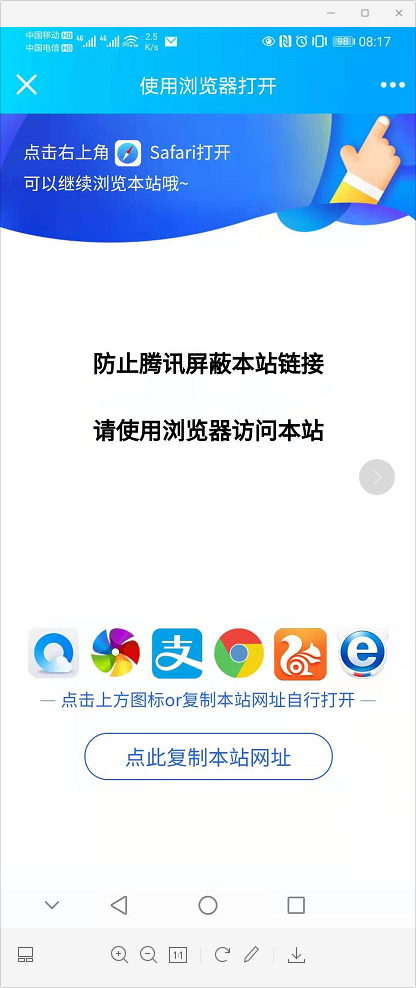 中国移动 HD 4G 4G 2.5 98 08:17
中国电信 HD K/s
使用浏览器打开
点击右上角 Safari打开
可以继续浏览本站哦~
防止腾讯屏蔽本站链接
请使用浏览器访问本站
支
e
— 点击上方图标or复制本站网址自行打开 —
点此复制本站网址
1:1